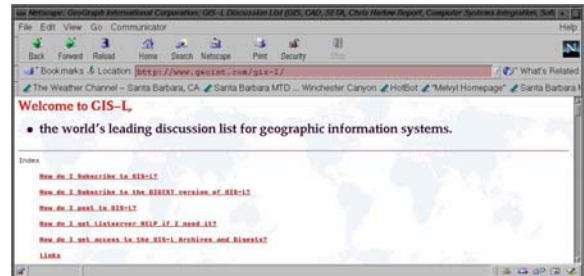 Netscape: GeoGraph International Corporation: GIS-L Discussion List (GIS, CAD, SETA, Chris Harlow Report, Computer Systems Integration, Soft
File Edit View Go Communicator Help
Back Forward Reload Home Search Netscape Print Security Stop
Bookmarks Location: http://www.geoint.com/gis-l/ What's Related
The Weather Channel - Santa Barbara, CA Santa Barbara MTD ... Winchester Canyon HotBot "Melvyl Homepage" Santa Barbara
Welcome to GIS-L,
• the world's leading discussion list for geographic information systems.
Index
How do I Subscribe to GIS-L?
How do I Subscribe to the DIGEST version of GIS-L?
How do I post to GIS-L?
How do I get Listserver HELP if I need it?
How do I get access to the GIS-L Archives and Digests?
Links